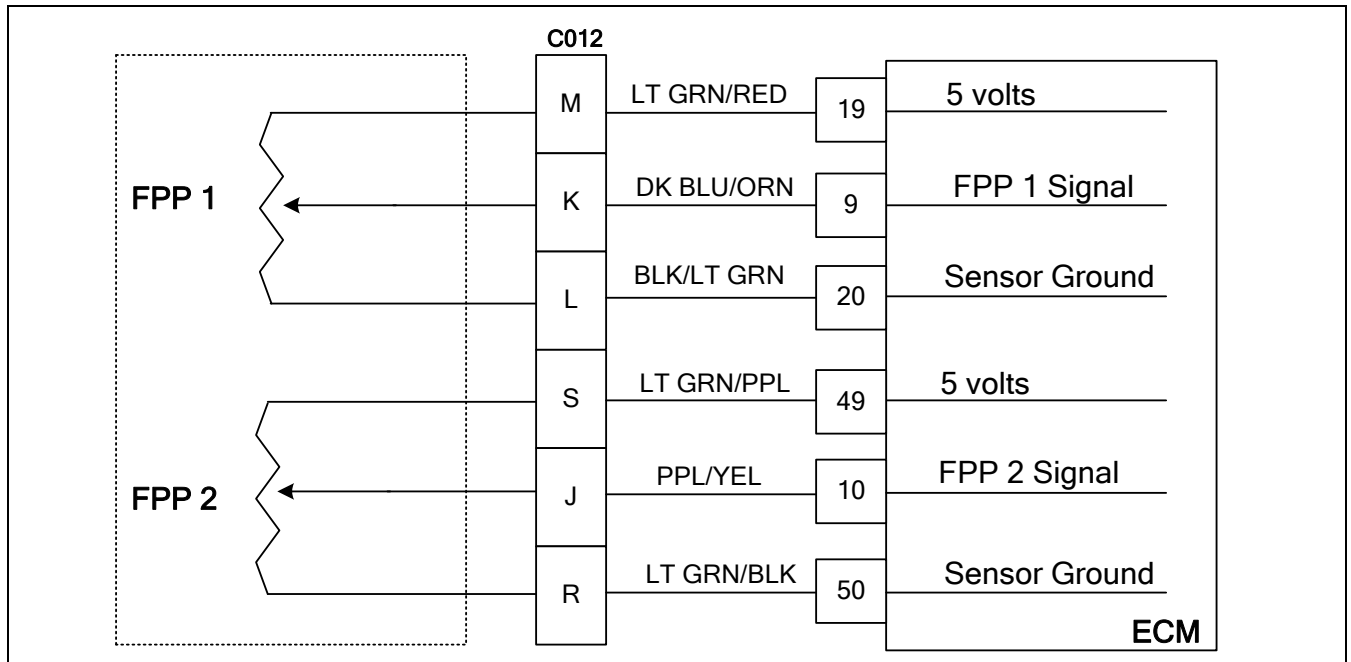 C012
M LT GRN/RED 19 5 volts
FPP 1 K DK BLU/ORN 9 FPP 1 Signal
L BLK/LT GRN 20 Sensor Ground
S LT GRN/PPL 49 5 volts
FPP 2 J PPL/YEL 10 FPP 2 Signal
R LT GRN/BLK 50 Sensor Ground
ECM